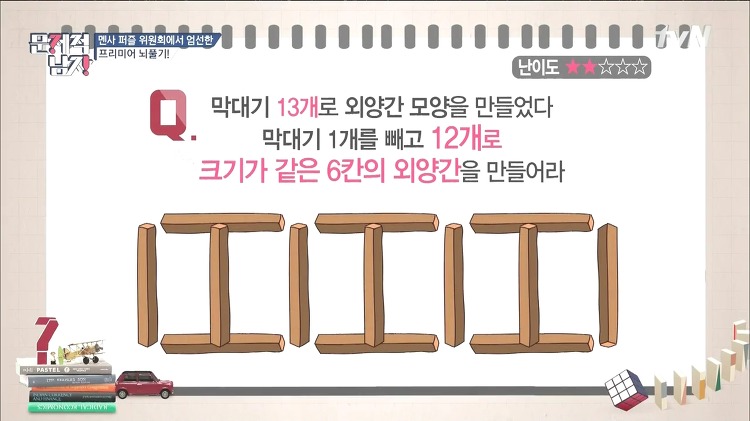 문제적 남자
멘사 퍼즐 위원회에서 엄선한
프리미어 뇌풀기!
tvN
난이도 ★★☆☆☆
Q. 막대기 13개로 외양간 모양을 만들었다
막대기 1개를 빼고 12개로
크기가 같은 6칸의 외양간을 만들어라
?
PASTEL
RADICAL ECONOMICS